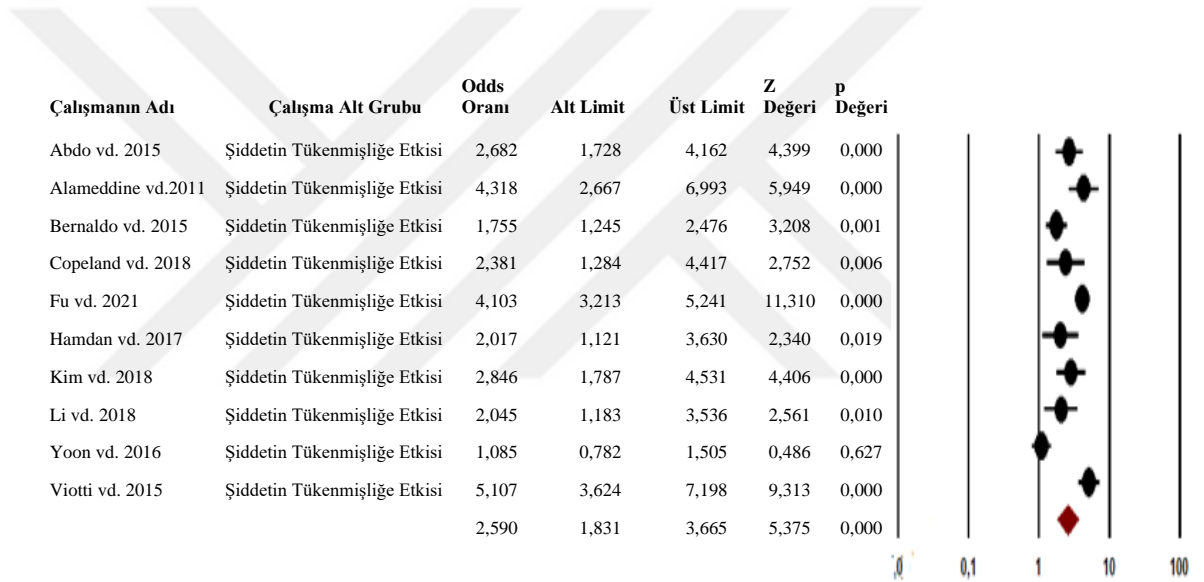 Çalışmanın Adı Çalışma Alt Grubu Odds Oranı Alt Limit Üst Limit Z Değeri p Değeri
Abdo vd. 2015 Şiddetin Tükenmişliğe Etkisi 2,682 1,728 4,162 4,399 0,000
Alameddine vd.2011 Şiddetin Tükenmişliğe Etkisi 4,318 2,667 6,993 5,949 0,000
Bernaldo vd. 2015 Şiddetin Tükenmişliğe Etkisi 1,755 1,245 2,476 3,208 0,001
Copeland vd. 2018 Şiddetin Tükenmişliğe Etkisi 2,381 1,284 4,417 2,752 0,006
Fu vd. 2021 Şiddetin Tükenmişliğe Etkisi 4,103 3,213 5,241 11,310 0,000
Hamdan vd. 2017 Şiddetin Tükenmişliğe Etkisi 2,017 1,121 3,630 2,340 0,019
Kim vd. 2018 Şiddetin Tükenmişliğe Etkisi 2,846 1,787 4,531 4,406 0,000
Li vd. 2018 Şiddetin Tükenmişliğe Etkisi 2,045 1,183 3,536 2,561 0,010
Yoon vd. 2016 Şiddetin Tükenmişliğe Etkisi 1,085 0,782 1,505 0,486 0,627
Viotti vd. 2015 Şiddetin Tükenmişliğe Etkisi 5,107 3,624 7,198 9,313 0,000
2,590 1,831 3,665 5,375 0,000
0,1 1 10 100